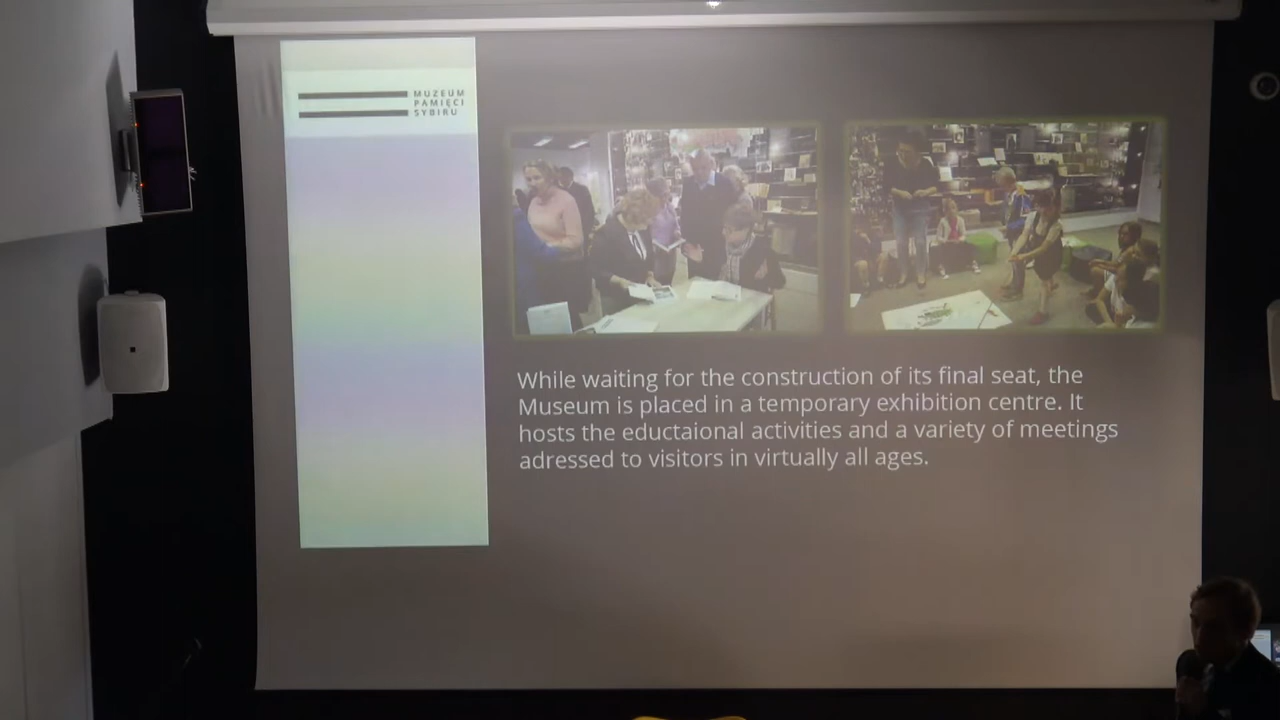 MUZEUM
PAMIĘCI
SYBIRU
While waiting for the construction of its final seat, the
Museum is placed in a temporary exhibition centre. It
hosts the eductaional activities and a variety of meetings
adressed to visitors in virtually all ages.